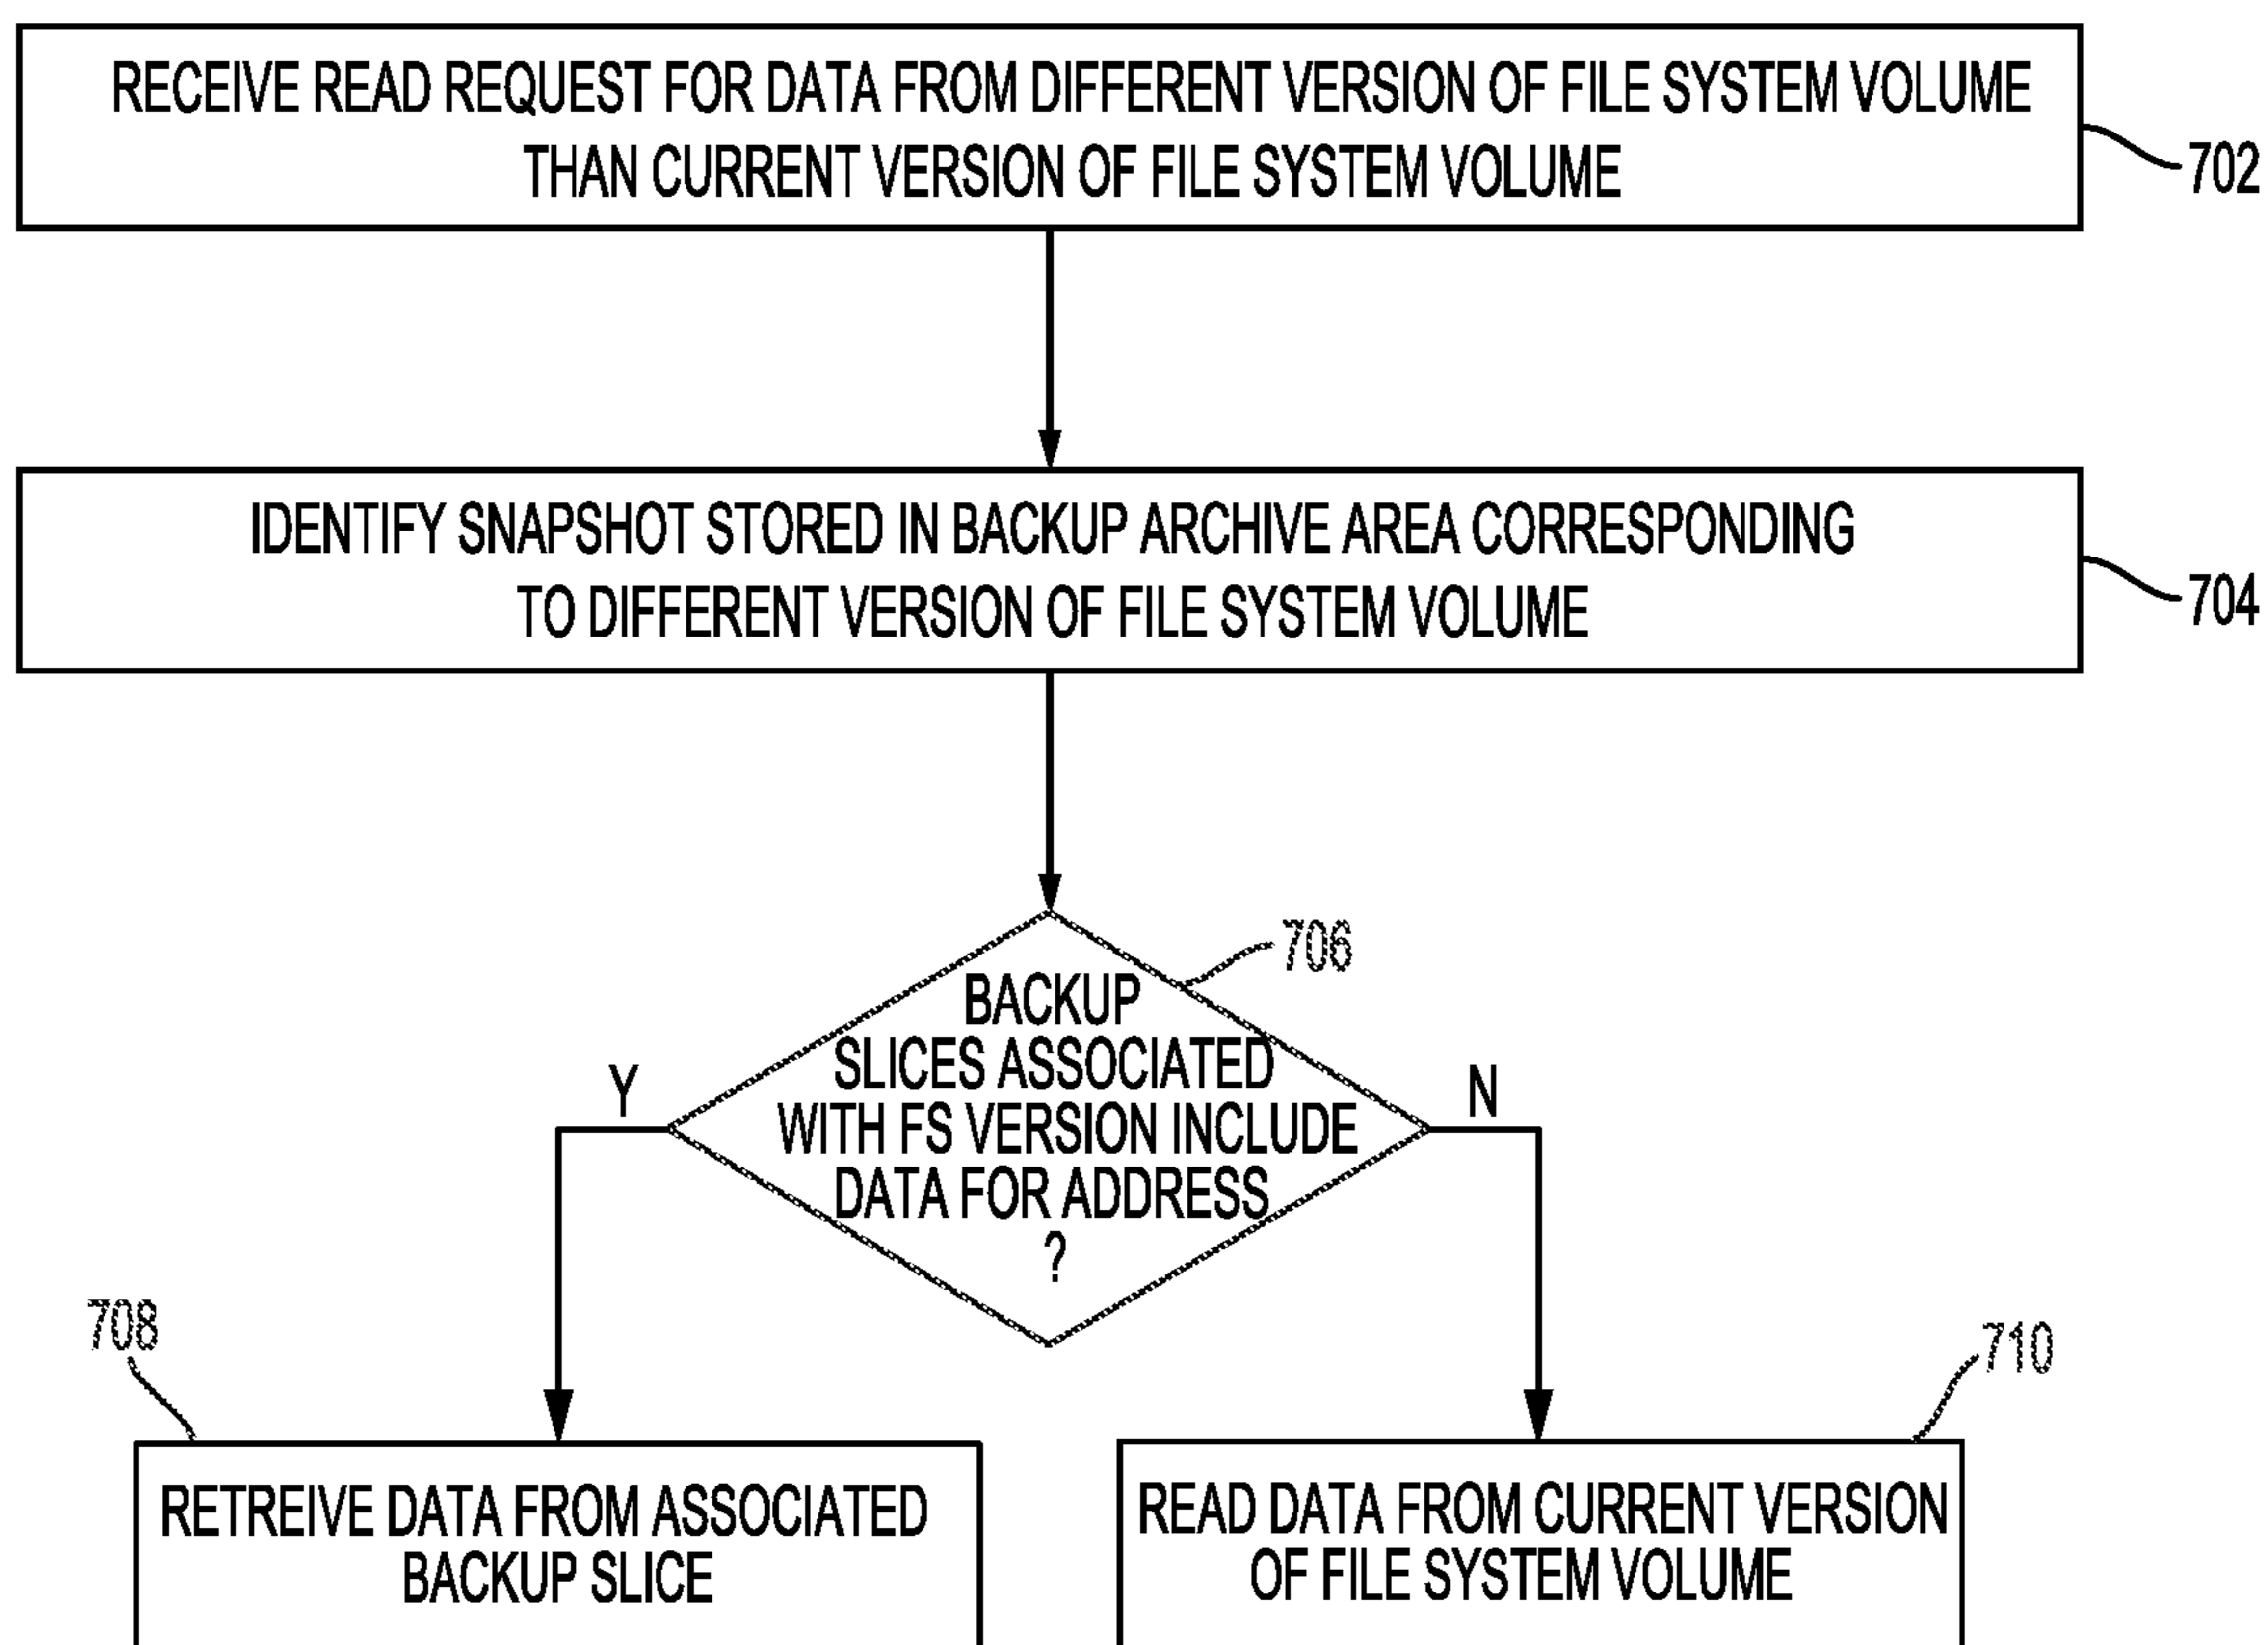 RECEIVE READ REQUEST FOR DATA FROM DIFFERENT VERSION OF FILE SYSTEM VOLUME
THAN CURRENT VERSION OF FILE SYSTEM VOLUME
702
IDENTIFY SNAPSHOT STORED IN BACKUP ARCHIVE AREA CORRESPONDING
TO DIFFERENT VERSION OF FILE SYSTEM VOLUME
704
706
BACKUP
SLICES ASSOCIATED
WITH FS VERSION INCLUDE
DATA FOR ADDRESS
?
Y
N
708
RETREIVE DATA FROM ASSOCIATED
BACKUP SLICE
710
READ DATA FROM CURRENT VERSION
OF FILE SYSTEM VOLUME